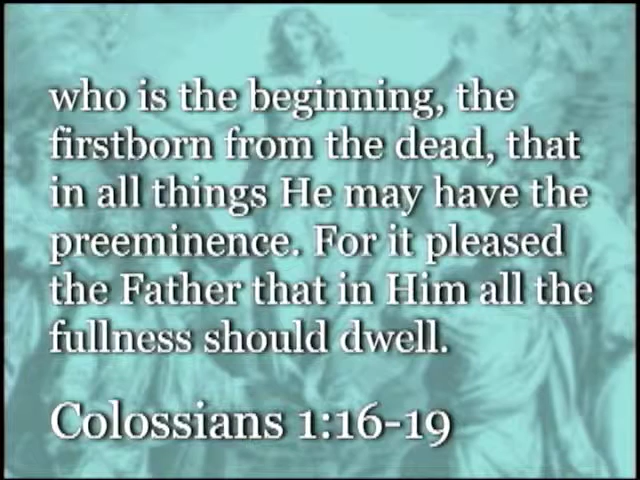 who is the beginning, the
firstborn from the dead, that
in all things He may have the
preeminence. For it pleased
the Father that in Him all the
fullness should dwell.
Colossians 1:16-19